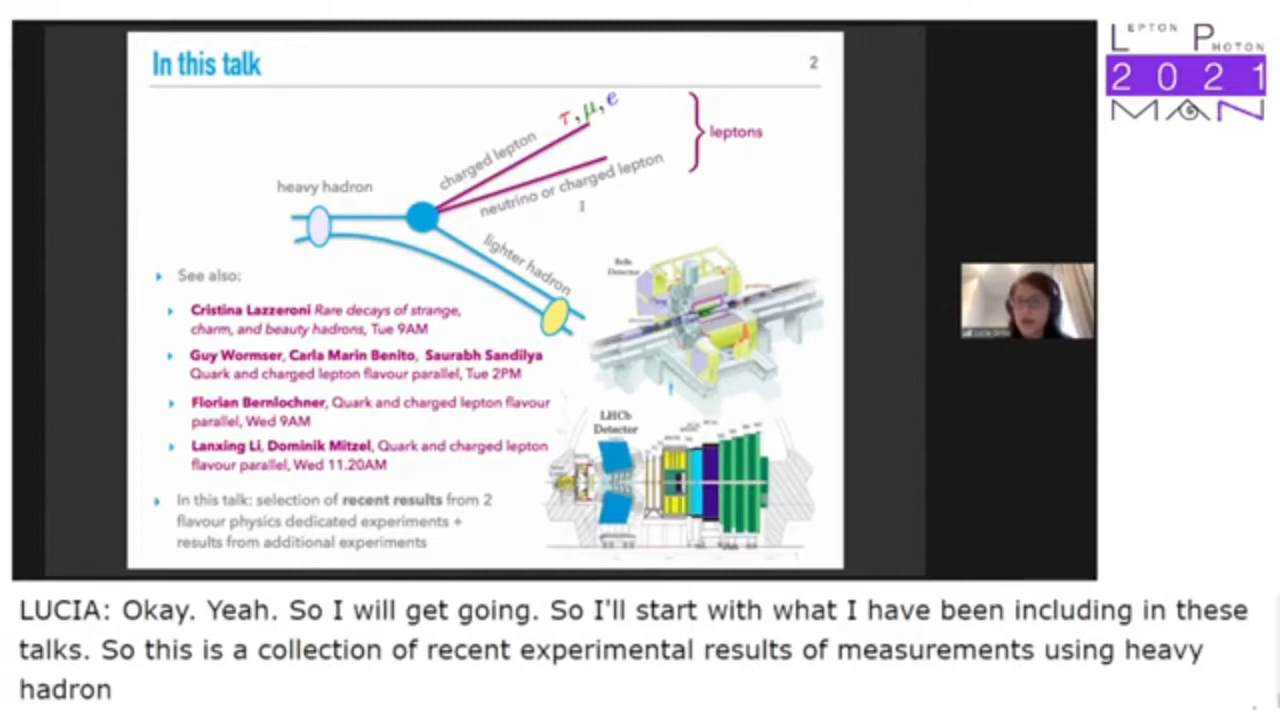 In this talk
2
LEPTON PHOTON
2021
MAN
τ, μ, e
leptons
charged lepton
neutrino or charged lepton
heavy hadron
lighter hadron
See also:
Cristina Lazzeroni Rare decays of strange,
charm, and beauty hadrons, Tue 9AM
Guy Wormser, Carla Marin Benito, Saurabh Sandilya
Quark and charged lepton flavour parallel, Tue 2PM
Florian Bernlochner, Quark and charged lepton flavour
parallel, Wed 9AM
Lanxing Li, Dominik Mitzel, Quark and charged lepton
flavour parallel, Wed 11.20AM
In this talk: selection of recent results from 2
flavour physics dedicated experiments +
results from additional experiments
Belle
Detector
LHCb
Detector
LUCIA: Okay. Yeah. So I will get going. So I'll start with what I have been including in these
talks. So this is a collection of recent experimental results of measurements using heavy
hadron